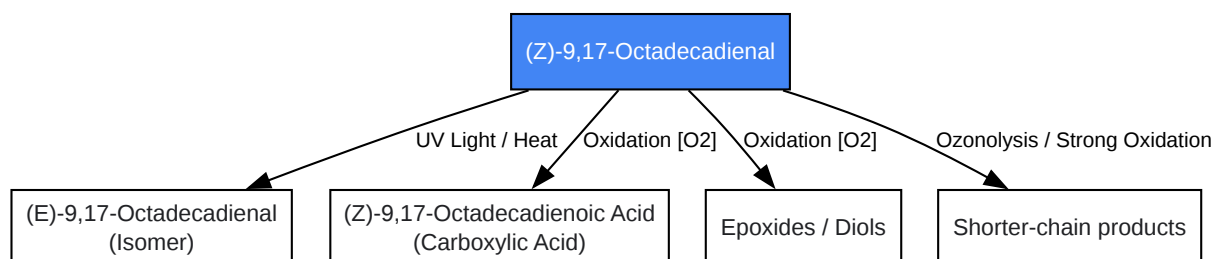 (Z)-9,17-Octadecadienal
UV Light / Heat
Oxidation [O2]
Oxidation [O2]
Ozonolysis / Strong Oxidation
(E)-9,17-Octadecadienal
(Isomer)
(Z)-9,17-Octadecadienoic Acid
(Carboxylic Acid)
Epoxides / Diols
Shorter-chain products